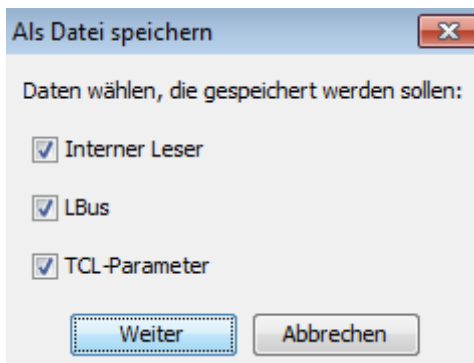 Als Datei speichern
Daten wählen, die gespeichert werden sollen:
Interner Leser
LBus
TCL-Parameter
Weiter Abbrechen